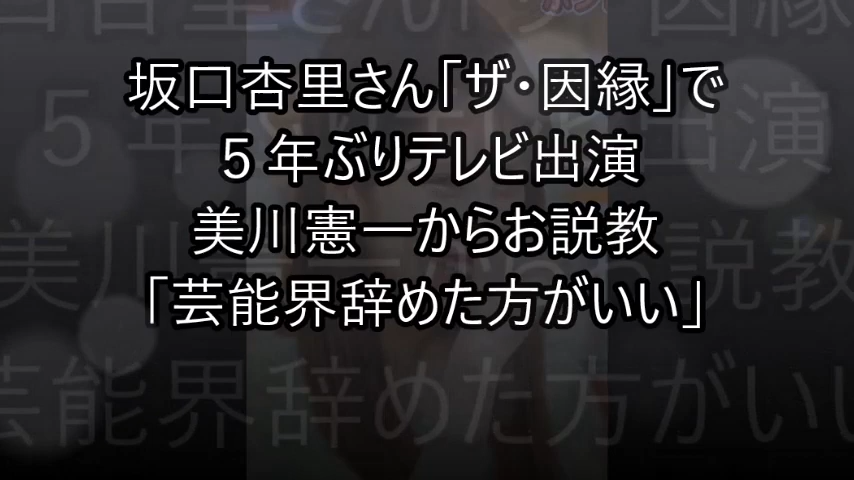 坂口杏里さん「ザ・因縁」で
５年ぶりテレビ出演
美川憲一からお説教
「芸能界辞めた方がいい」